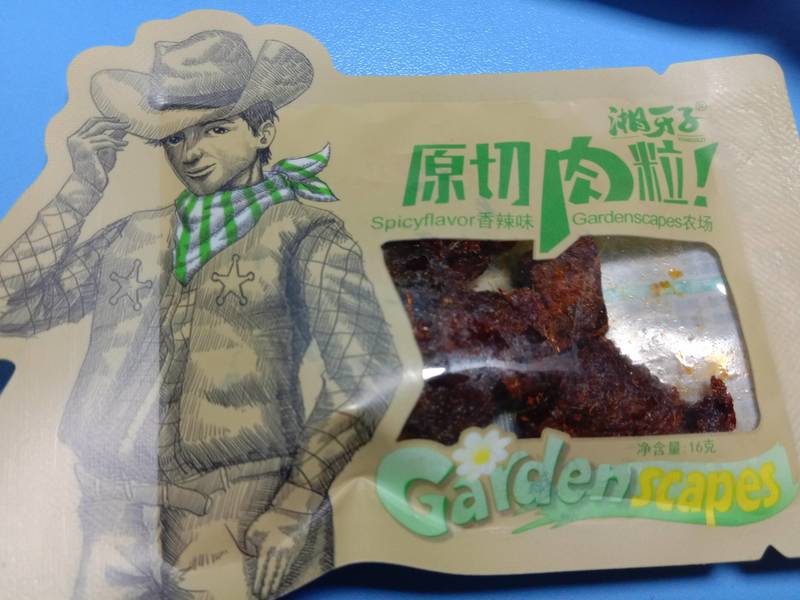 湘牙子®
原切肉粒!
Spicyflavor香辣味
Gardenscapes农场
净含量:16克
Gardenscapes